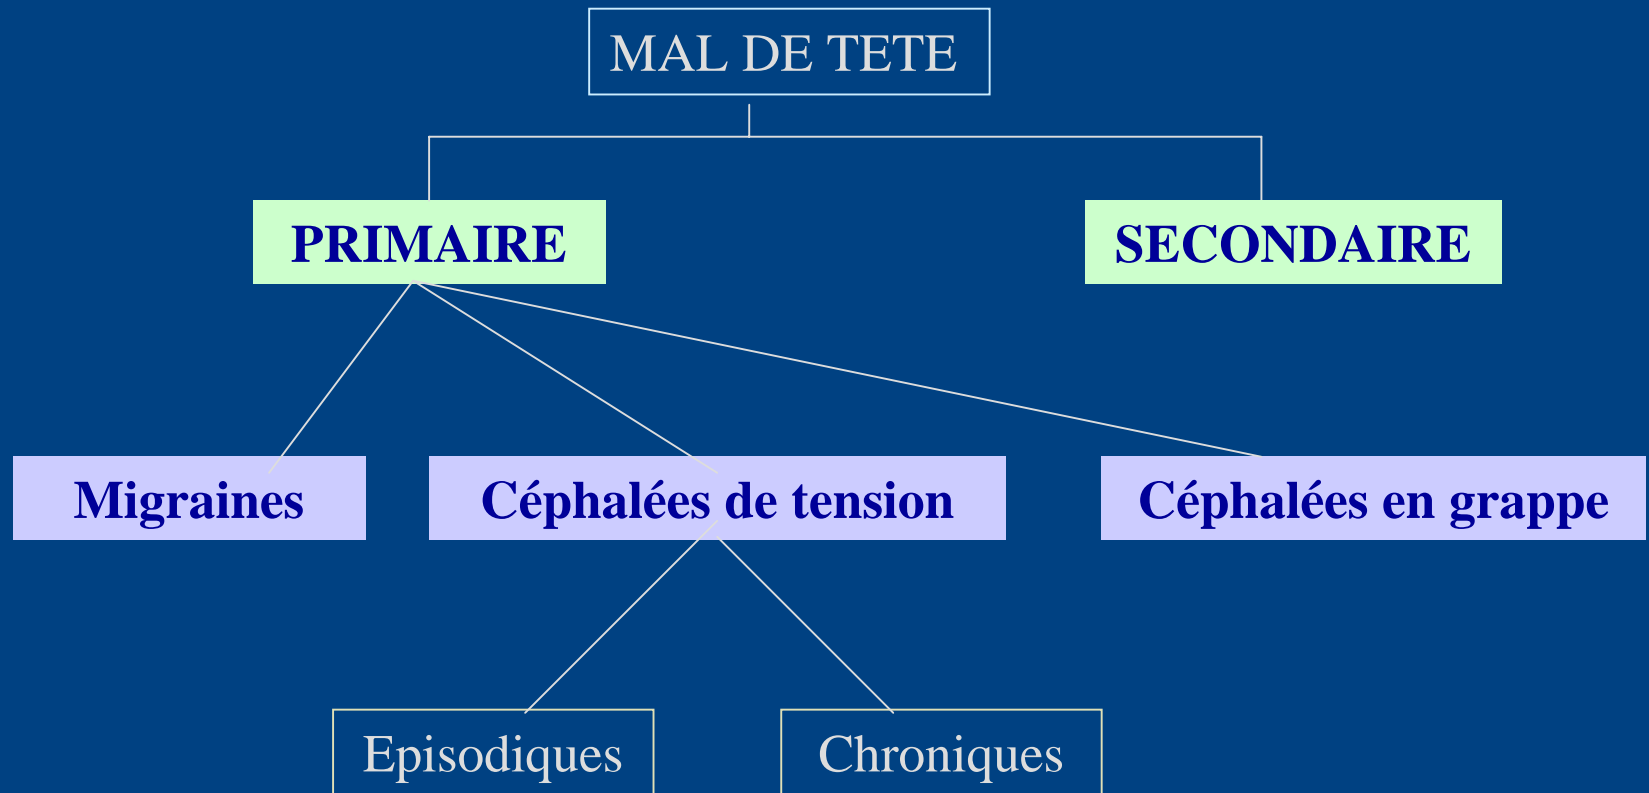 MAL DE TETE
PRIMAIRE
SECONDAIRE
Migraines
Céphalées de tension
Céphalées en grappe
Episodiques
Chroniques